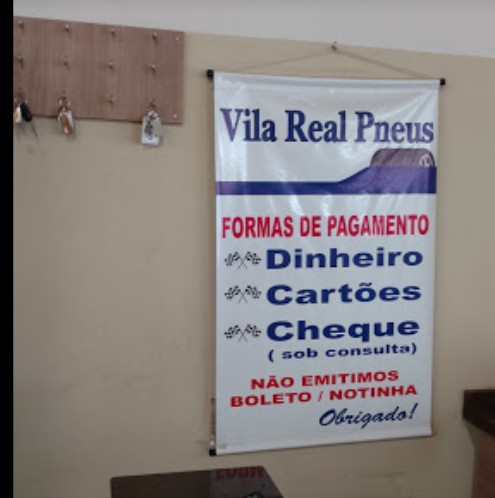 Vila Real Pneus
FORMAS DE PAGAMENTO
Dinheiro
Cartões
Cheque
( sob consulta)
NÃO EMITIMOS
BOLETO / NOTINHA
Obrigado!